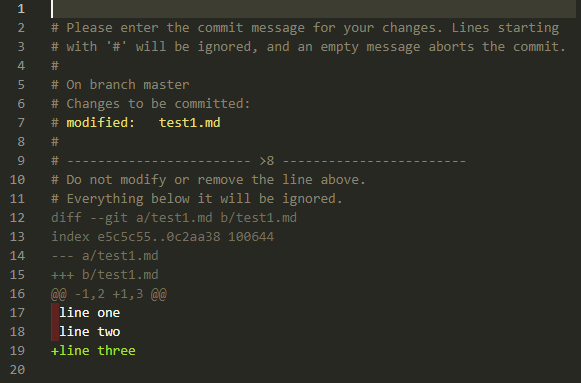 1
2 # Please enter the commit message for your changes. Lines starting
3 # with '#' will be ignored, and an empty message aborts the commit.
4 #
5 # On branch master
6 # Changes to be committed:
7 # modified:   test1.md
8 #
9 # ------------------------ >8 ------------------------
10 # Do not modify or remove the line above.
11 # Everything below it will be ignored.
12 diff --git a/test1.md b/test1.md
13 index e5c5c55..0c2aa38 100644
14 --- a/test1.md
15 +++ b/test1.md
16 @@ -1,2 +1,3 @@
17  line one
18  line two
19 +line three
20